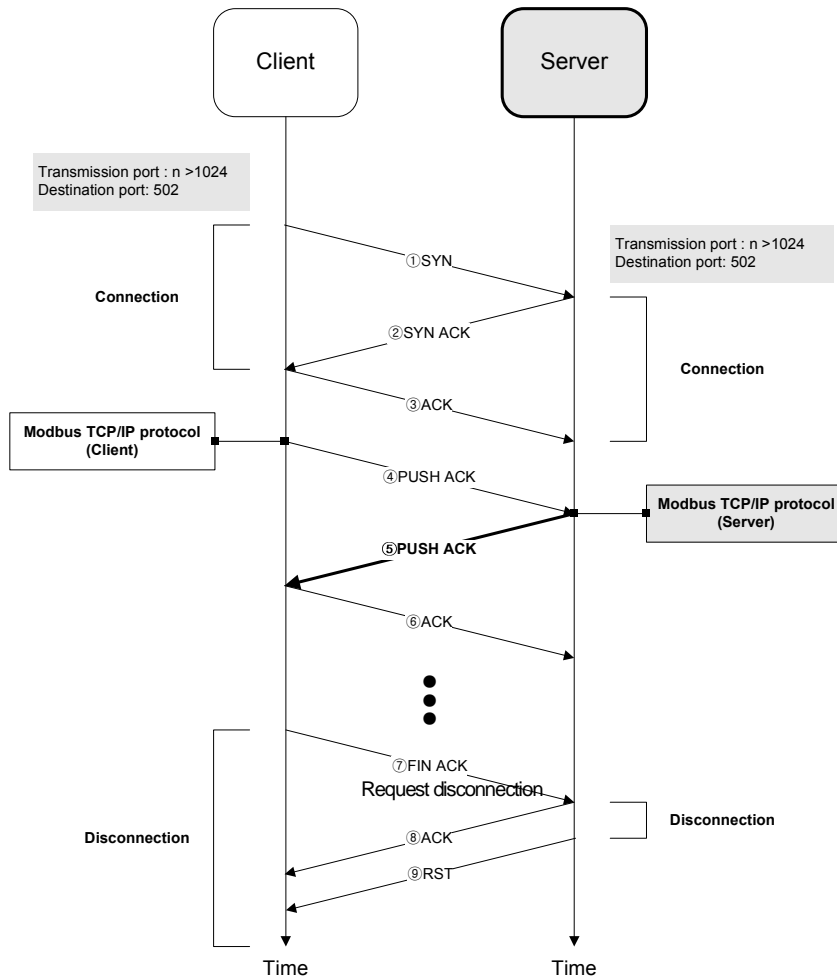 Client
Server
Transmission port : n >1024
Destination port: 502
Transmission port : n >1024
Destination port: 502
①SYN
Connection
②SYN ACK
Connection
③ACK
Modbus TCP/IP protocol
(Client)
④PUSH ACK
Modbus TCP/IP protocol
(Server)
⑤PUSH ACK
⑥ACK
⑦FIN ACK
Request disconnection
Disconnection
Disconnection
⑧ACK
⑨RST
Time
Time